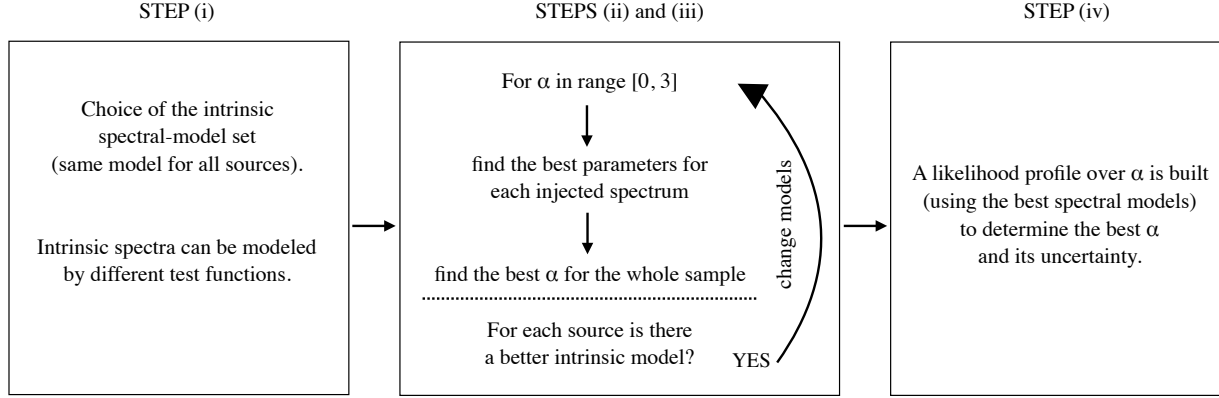 STEP (i)
Choice of the intrinsic
spectral-model set
(same model for all sources).
Intrinsic spectra can be modeled
by different test functions.
STEPS (ii) and (iii)
For α in range [0, 3]
find the best parameters for
each injected spectrum
find the best α for the whole sample
For each source is there
a better intrinsic model?
YES
change models
STEP (iv)
A likelihood profile over α is built
(using the best spectral models)
to determine the best α
and its uncertainty.